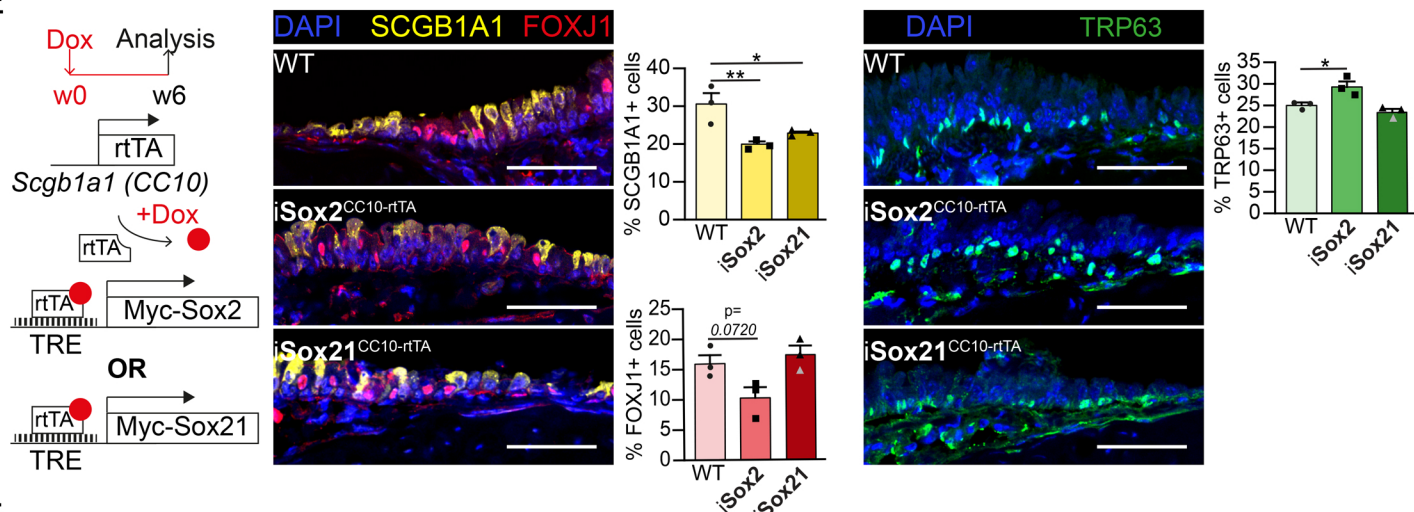 Dox Analysis
w0 w6
rtTA
Scgb1a1 (CC10)
+Dox
rtTA
rtTA
Myc-Sox2
TRE
OR
rtTA
Myc-Sox21
TRE
DAPI SCGB1A1 FOXJ1
WT
iSox2CC10-rtTA
iSox21CC10-rtTA
% SCGB1A1+ cells
40
30
20
10
0
*
**
WT
iSox2
iSox21
% FOXJ1+ cells
25
20
15
10
5
0
p=
0.0720
WT
iSox2
iSox21
DAPI TRP63
WT
iSox2CC10-rtTA
iSox21CC10-rtTA
% TRP63+ cells
35
30
25
20
15
10
5
0
*
WT
iSox2
iSox21